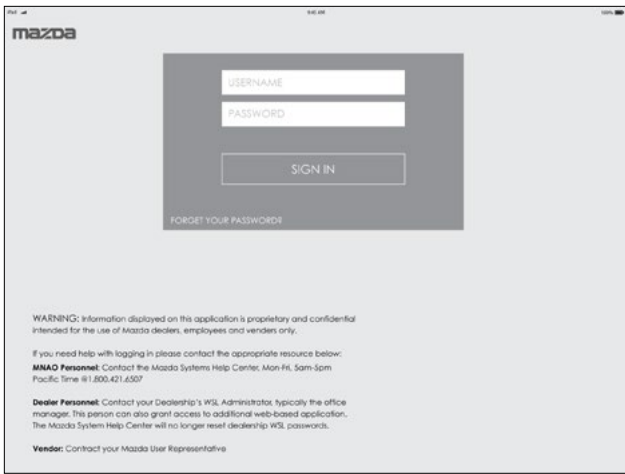 iPad 9:45 AM 100%
mazda
USERNAME
PASSWORD
SIGN IN
FORGET YOUR PASSWORD?
WARNING: Information displayed on this application is proprietary and confidential
intended for the use of Mazda dealers, employees and venders only.
If you need help with logging in please contact the appropriate resource below:
MNAO Personnel: Contact the Mazda Systems Help Center, Mon-Fri, 5am-5pm
Pacific Time @1.800.421.6507
Dealer Personnel: Contact your Dealership's WSL Administrator, typically the office
manager. This person can also grant access to additional web-based application.
The Mazda System Help Center will no longer reset dealership WSL passwords.
Vendor: Contract your Mazda User Representative